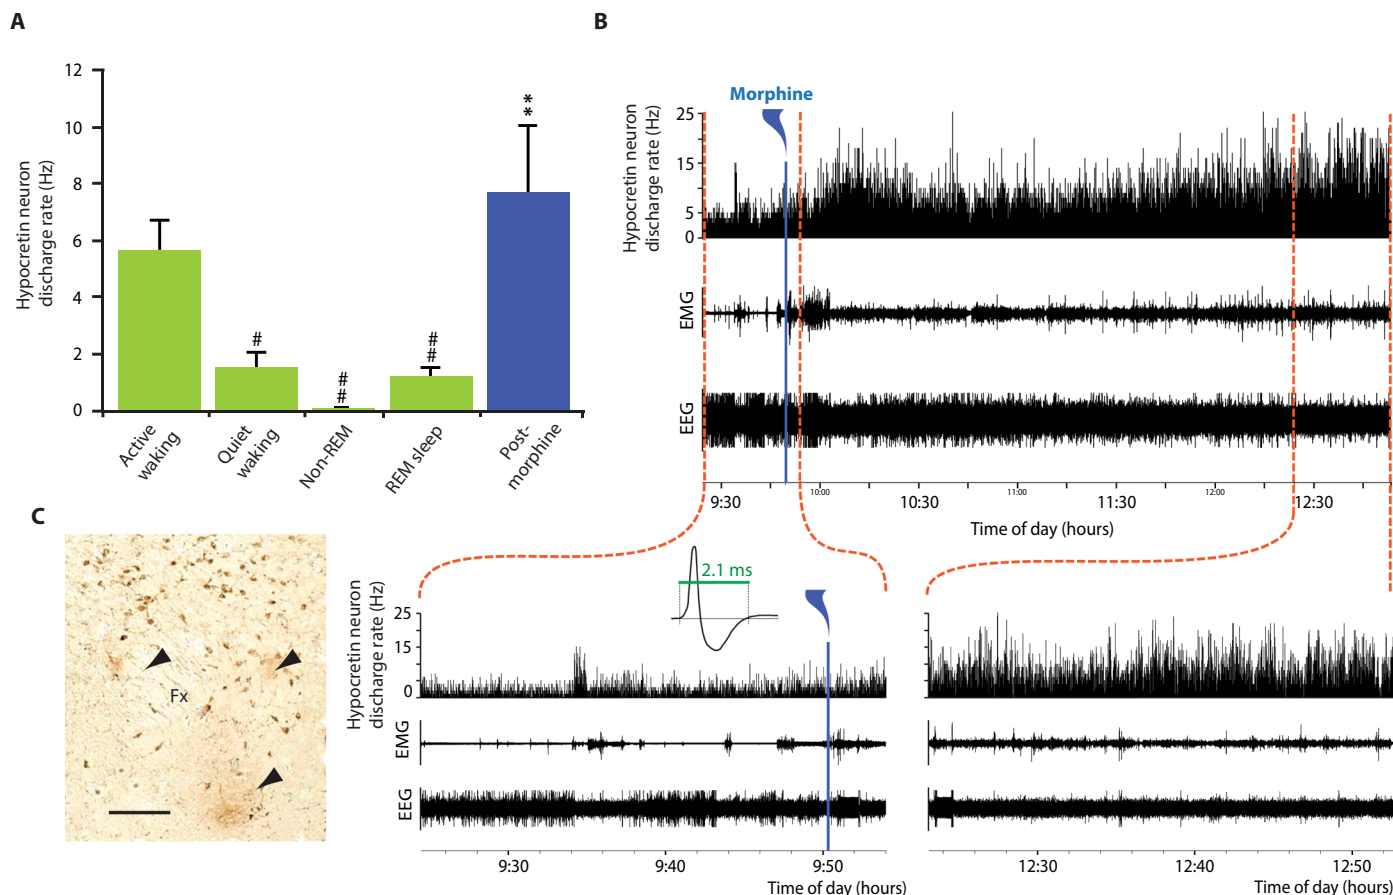 A
Hypocretin neuron
discharge rate (Hz)
12
10
8
6
4
2
0
#
##
##
**
Active
waking
Quiet
waking
Non-REM
REM sleep
Post-
morphine
B
Morphine
Hypocretin neuron
discharge rate (Hz)
25
15
5
0
EMG
EEG
9:30
10:00
10:30
11:00
11:30
12:00
12:30
Time of day (hours)
C
Fx
2.1 ms
Hypocretin neuron
discharge rate (Hz)
25
15
0
EMG
EEG
9:30
9:40
9:50
Time of day (hours)
12:30
12:40
12:50
Time of day (hours)